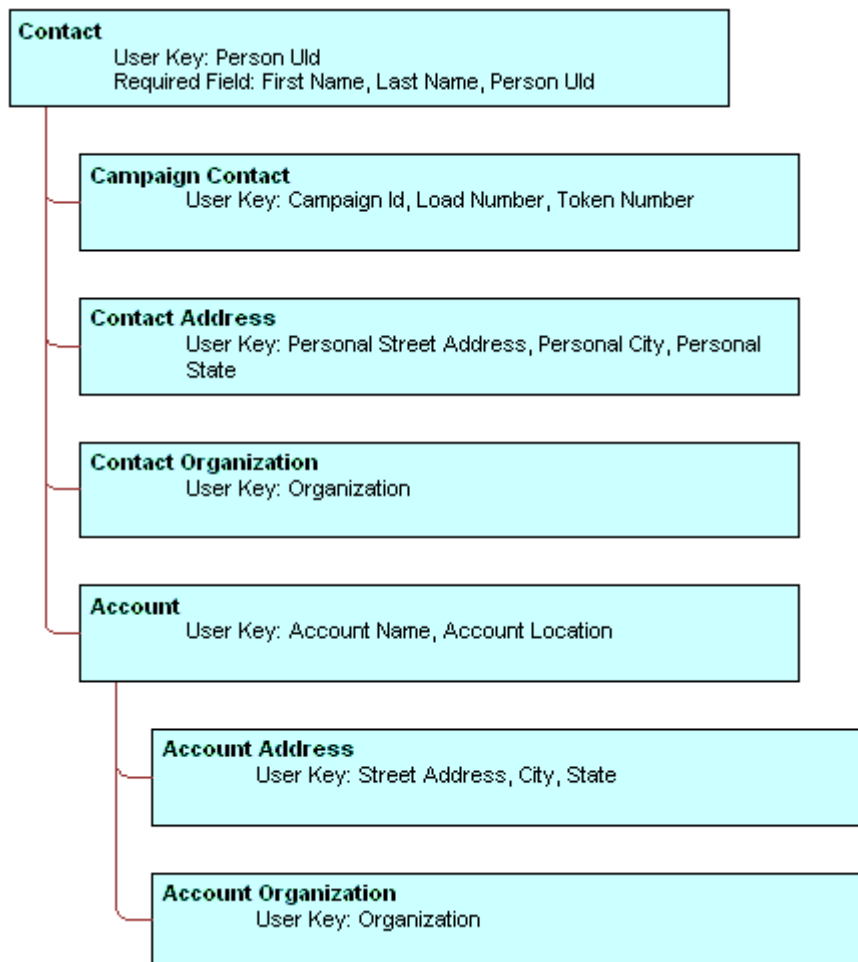 Contact
User Key: Person UId
Required Field: First Name, Last Name, Person UId
Campaign Contact
User Key: Campaign Id, Load Number, Token Number
Contact Address
User Key: Personal Street Address, Personal City, Personal
State
Contact Organization
User Key: Organization
Account
User Key: Account Name, Account Location
Account Address
User Key: Street Address, City, State
Account Organization
User Key: Organization